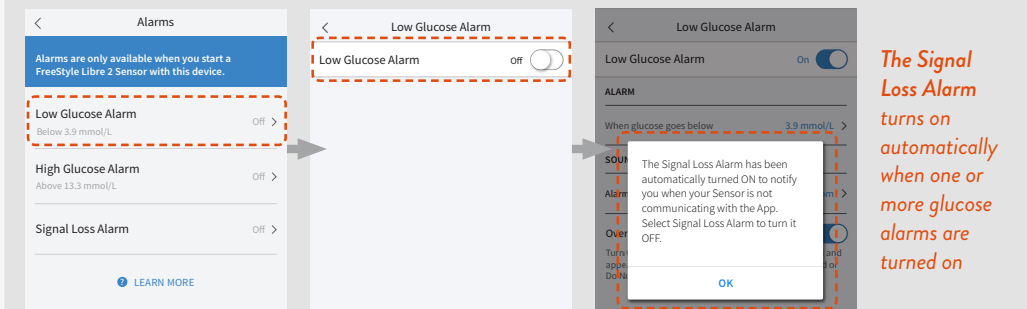 Alarms
Alarms are only available when you start a
FreeStyle Libre 2 Sensor with this device.
Low Glucose Alarm
Off
Below 3.9 mmol/L
High Glucose Alarm
Off
Above 13.3 mmol/L
Signal Loss Alarm
Off
? LEARN MORE
Low Glucose Alarm
Low Glucose Alarm
Off
Low Glucose Alarm
Low Glucose Alarm
On
ALARM
When glucose goes below
3.9 mmol/L
The Signal Loss Alarm has been
automatically turned ON to notify
you when your Sensor is not
communicating with the App.
Select Signal Loss Alarm to turn it
OFF.
OK
The Signal
Loss Alarm
turns on
automatically
when one or
more glucose
alarms are
turned on